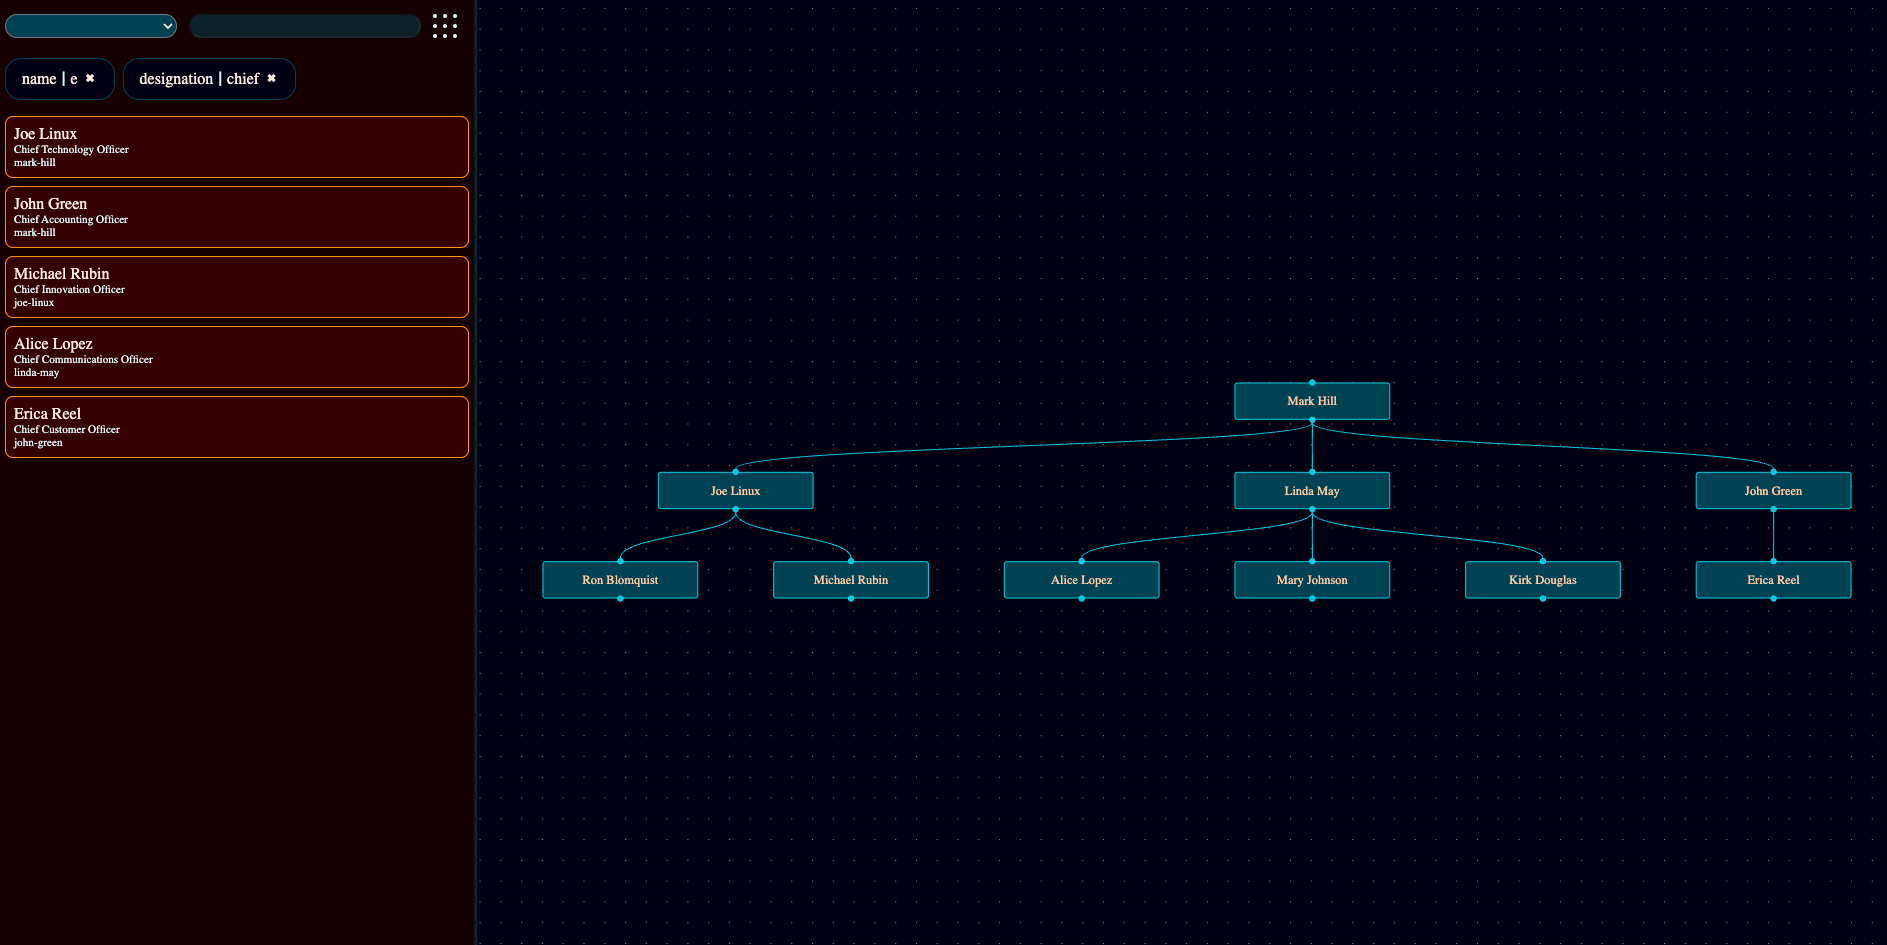 name | e ✖
designation | chief ✖
Joe Linux
Chief Technology Officer
mark-hill
John Green
Chief Accounting Officer
mark-hill
Michael Rubin
Chief Innovation Officer
joe-linux
Alice Lopez
Chief Communications Officer
linda-may
Erica Reel
Chief Customer Officer
john-green
Mark Hill
Joe Linux
Linda May
John Green
Ron Blomquist
Michael Rubin
Alice Lopez
Mary Johnson
Kirk Douglas
Erica Reel